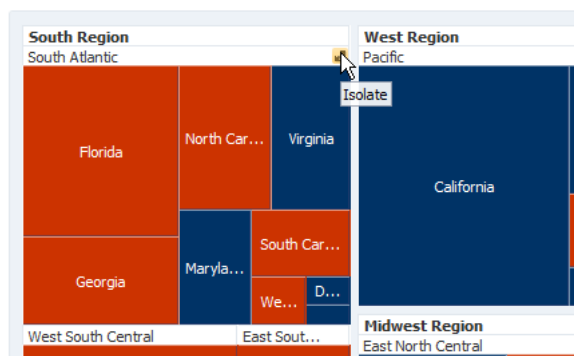 South Region
South Atlantic
Isolate
Florida
North Car...
Virginia
Georgia
Maryla...
South Car...
We...
D...
West South Central
East Sout...
West Region
Pacific
California
Midwest Region
East North Central